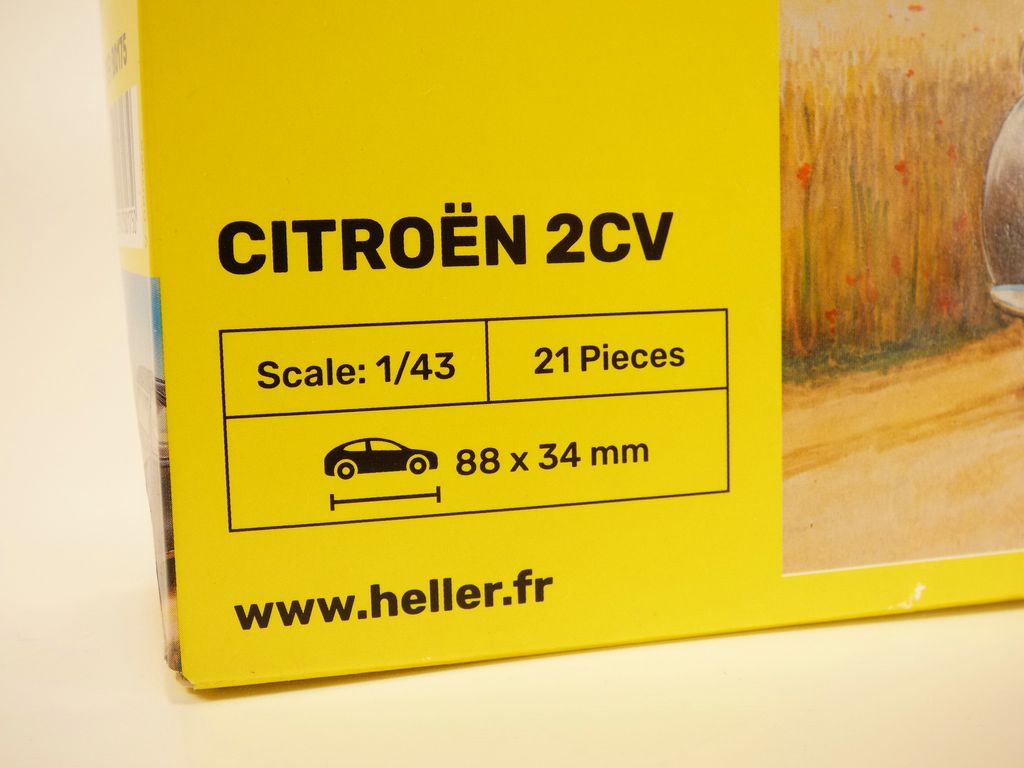 CITROËN 2CV
Scale: 1/43
21 Pieces
88 x 34 mm
www.heller.fr